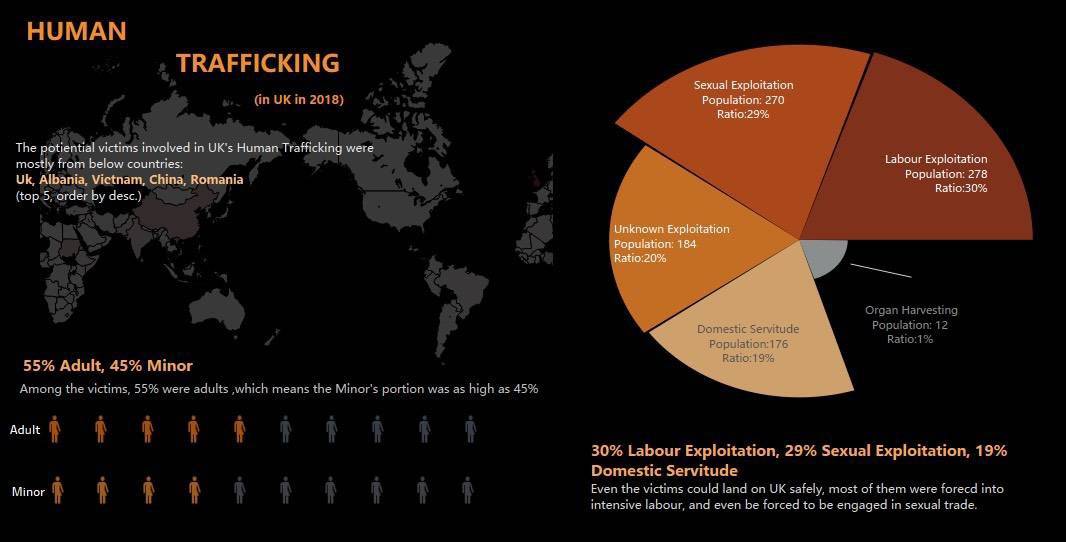 HUMAN
TRAFFICKING
(in UK in 2018)
The potiential victims involved in UK's Human Trafficking were
mostly from below countries:
Uk, Albania, Victnam, China, Romania
(top 5, order by desc.)
55% Adult, 45% Minor
Among the victims, 55% were adults ,which means the Minor's portion was as high as 45%
Adult
Minor
Sexual Exploitation
Population: 270
Ratio:29%
Labour Exploitation
Population: 278
Ratio:30%
Unknown Exploitation
Population: 184
Ratio:20%
Domestic Servitude
Population:176
Ratio:19%
Organ Harvesting
Population: 12
Ratio:1%
30% Labour Exploitation, 29% Sexual Exploitation, 19%
Domestic Servitude
Even the victims could land on UK safely, most of them were forecd into
intensive labour, and even be forced to be engaged in sexual trade.